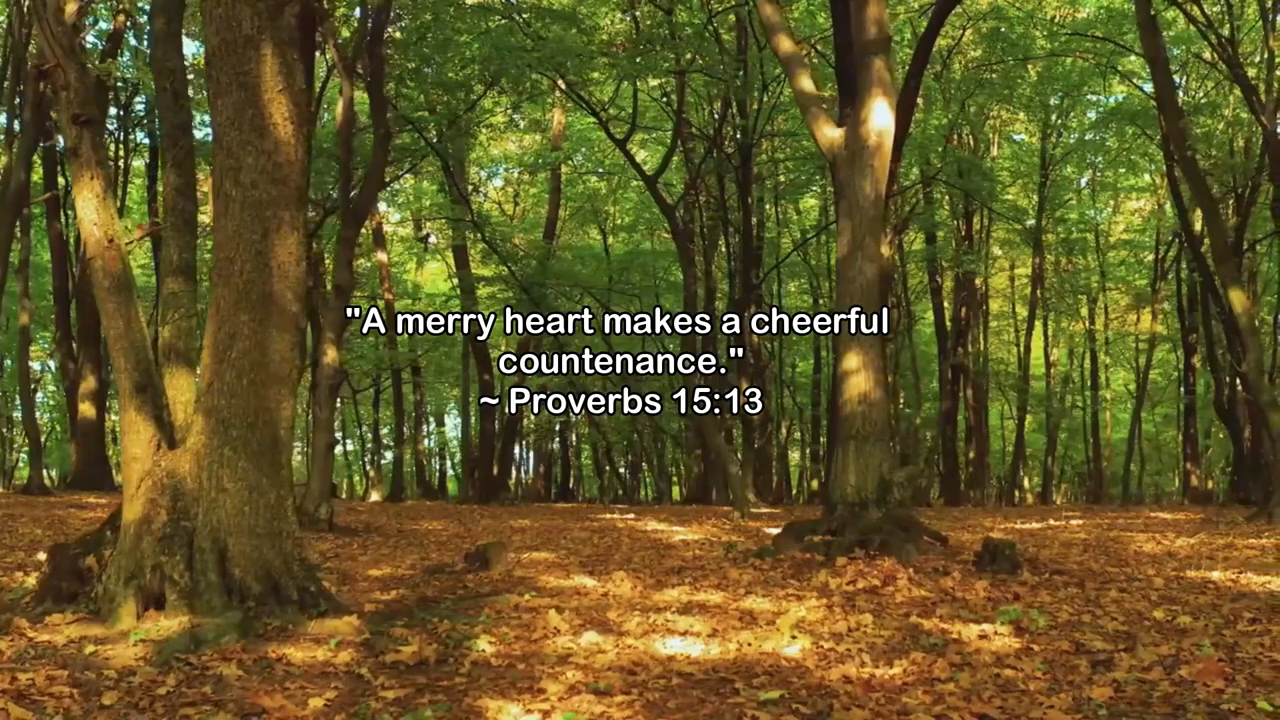 "A merry heart makes a cheerful
countenance."
~ Proverbs 15:13